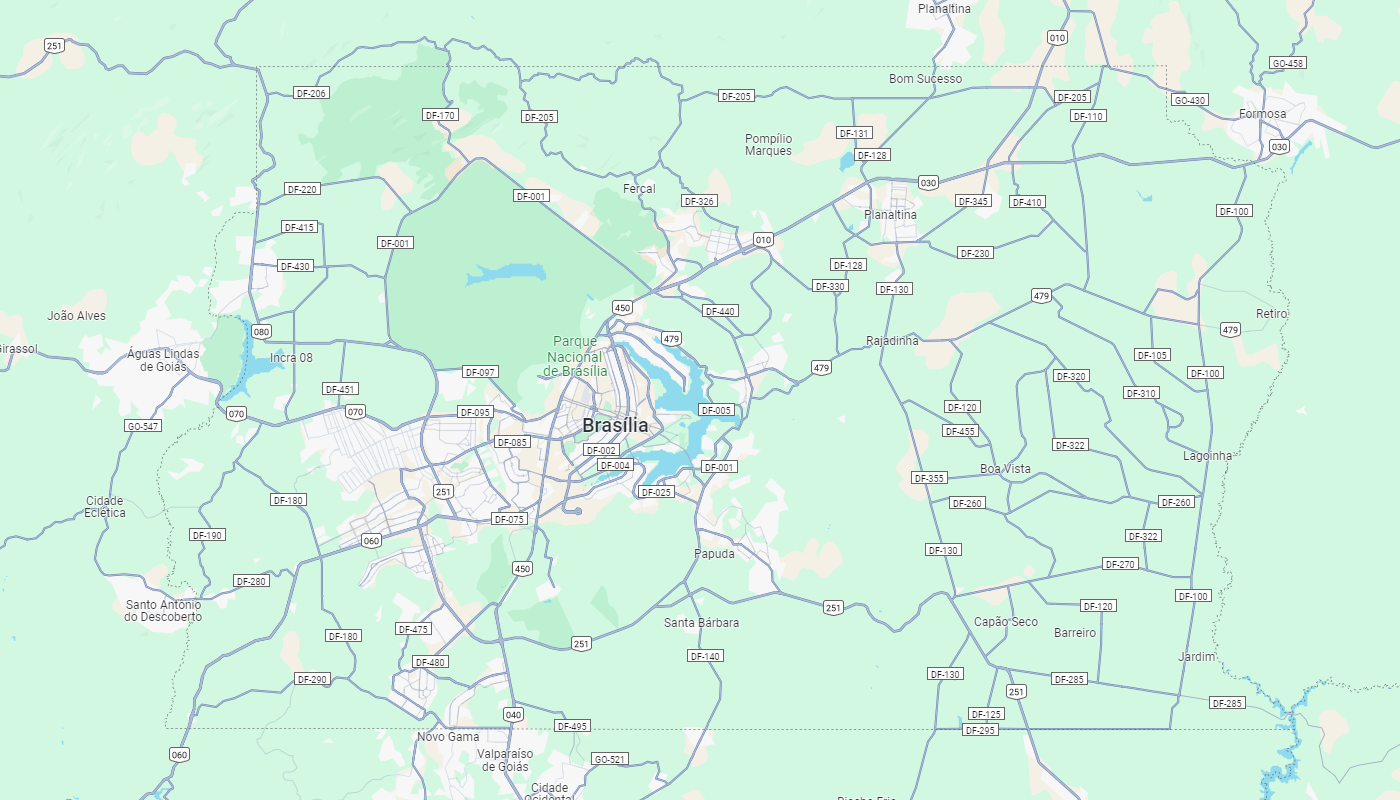 Planaltina
251
010
GO-458
Bom Sucesso
DF-206
DF-205
DF-205
GO-430
DF-170
DF-205
DF-110
Formosa
Pompílio
Marques
DF-131
DF-128
030
DF-220
Fercal
030
DF-001
DF-326
DF-345
DF-410
DF-100
Planaltina
DF-415
DF-001
010
DF-230
DF-430
DF-128
DF-330
DF-130
479
João Alves
450
DF-440
Retiro
080
479
479
Girassol
Águas Lindas
de Goiás
Incra 08
Parque
Nacional
de Brasília
Rajadinha
DF-105
DF-097
479
DF-320
DF-100
DF-451
DF-310
070
070
DF-095
DF-005
DF-120
GO-547
Brasília
DF-455
DF-085
DF-002
DF-322
Lagoinha
DF-004
DF-001
Boa Vista
DF-355
251
DF-025
DF-180
Cidade
Eclética
DF-260
DF-260
DF-075
DF-190
060
DF-322
Papuda
DF-130
450
DF-270
DF-280
DF-100
Santo Antônio
do Descoberto
251
DF-120
Santa Bárbara
Capão Seco
DF-475
Barreiro
DF-180
251
DF-140
Jardim
DF-480
DF-130
DF-290
DF-285
251
DF-285
040
DF-125
DF-495
DF-295
Novo Gama
060
Valparaíso
de Goiás
GO-521
Cidade
Ocidental